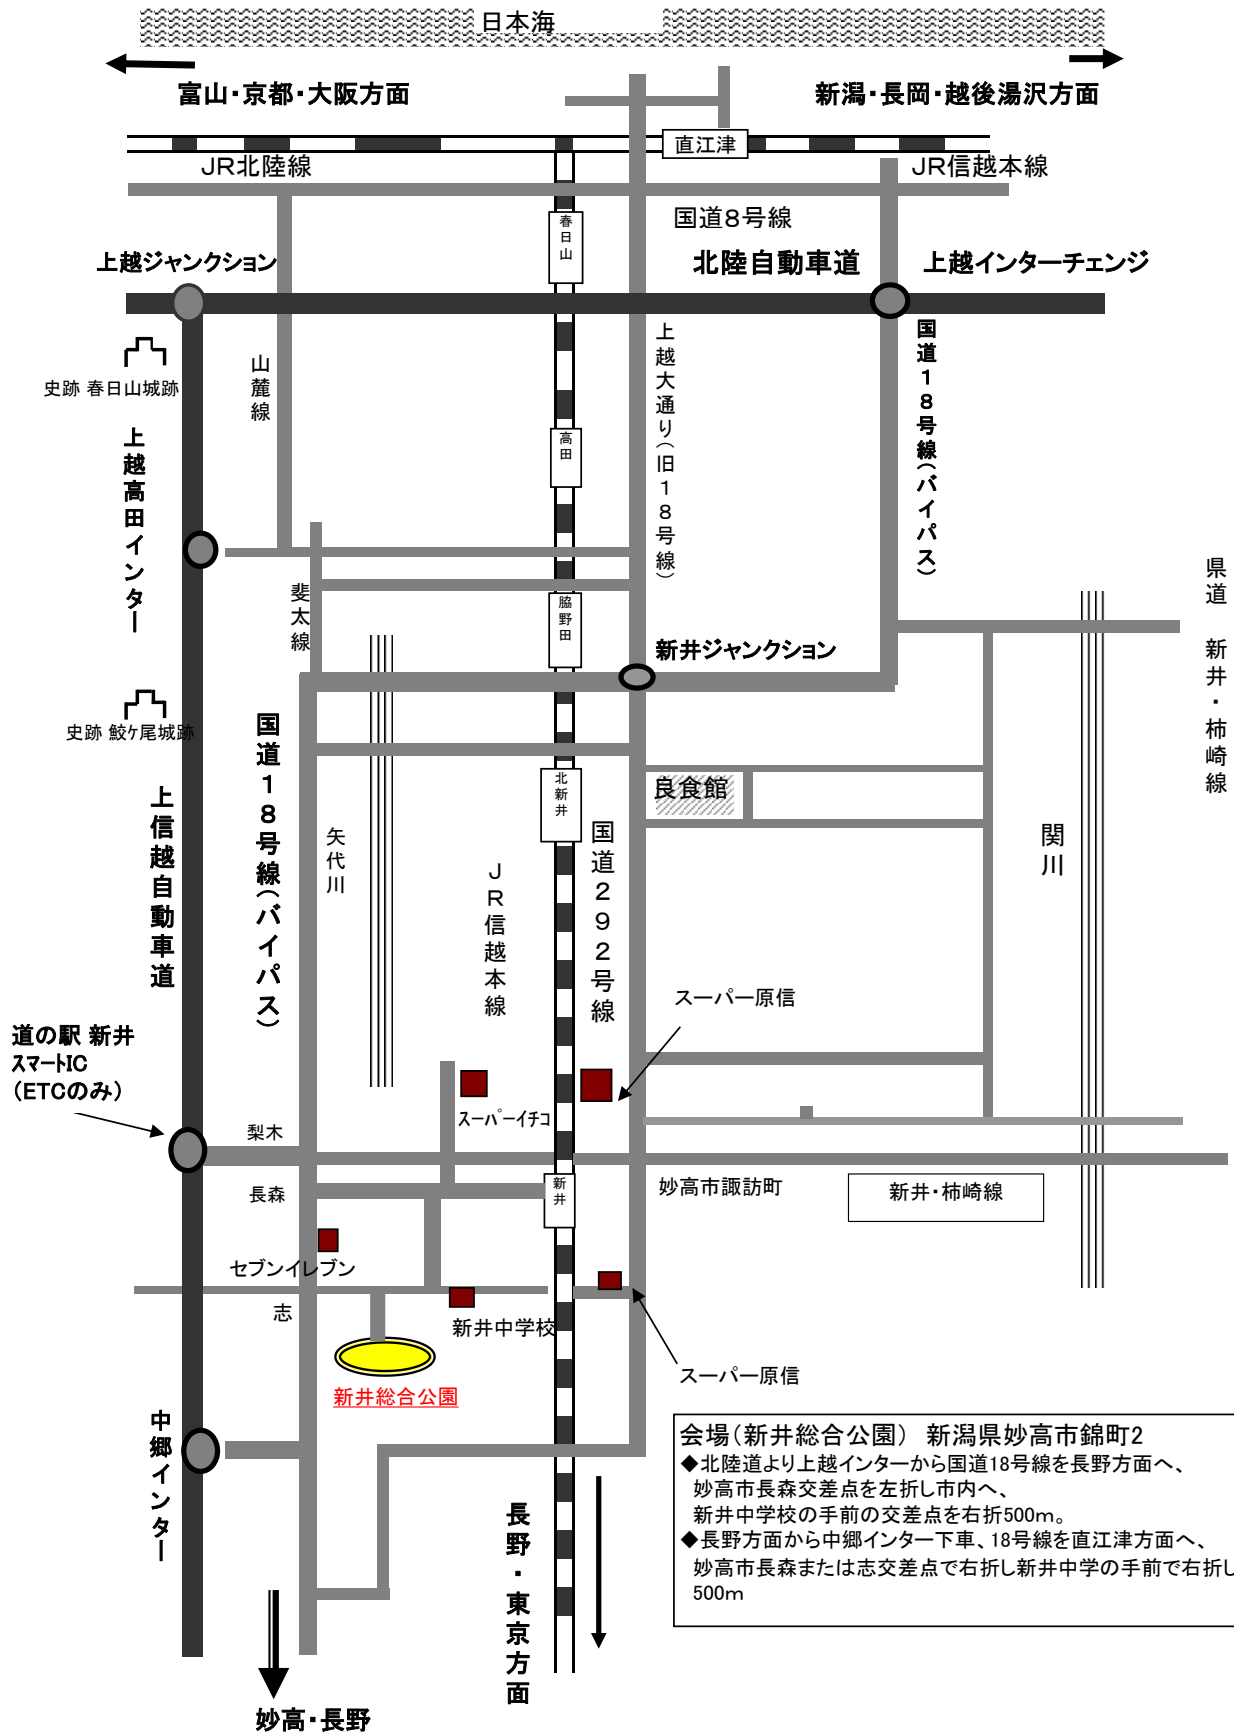 日本海
富山・京都・大阪方面
新潟・長岡・越後湯沢方面
直江津
JR北陸線
JR信越本線
国道8号線
春日山
上越ジャンクション
北陸自動車道
上越インターチェンジ
史跡 春日山城跡
山麓線
上越大通り(旧18号線)
国道18号線(バイパス)
高田
上越高田インター
斐太線
脇野田
新井ジャンクション
県道 新井・柿崎線
史跡 鮫ケ尾城跡
国道18号線(バイパス)
北新井
良食館
上信越自動車道
矢代川
JR信越本線
国道292号線
関川
スーパー原信
道の駅 新井
スマートIC
(ETCのみ)
スーパーイチコ
梨木
長森
新井
妙高市諏訪町
新井・柿崎線
セブンイレブン
志
新井中学校
スーパー原信
新井総合公園
中郷インター
会場(新井総合公園) 新潟県妙高市錦町2
◆北陸道より上越インターから国道18号線を長野方面へ、
妙高市長森交差点を左折し市内へ、
新井中学校の手前の交差点を右折500m。
◆長野方面から中郷インター下車、18号線を直江津方面へ、
妙高市長森または志交差点で右折し新井中学の手前で右折し
500m
長野・東京方面
妙高・長野